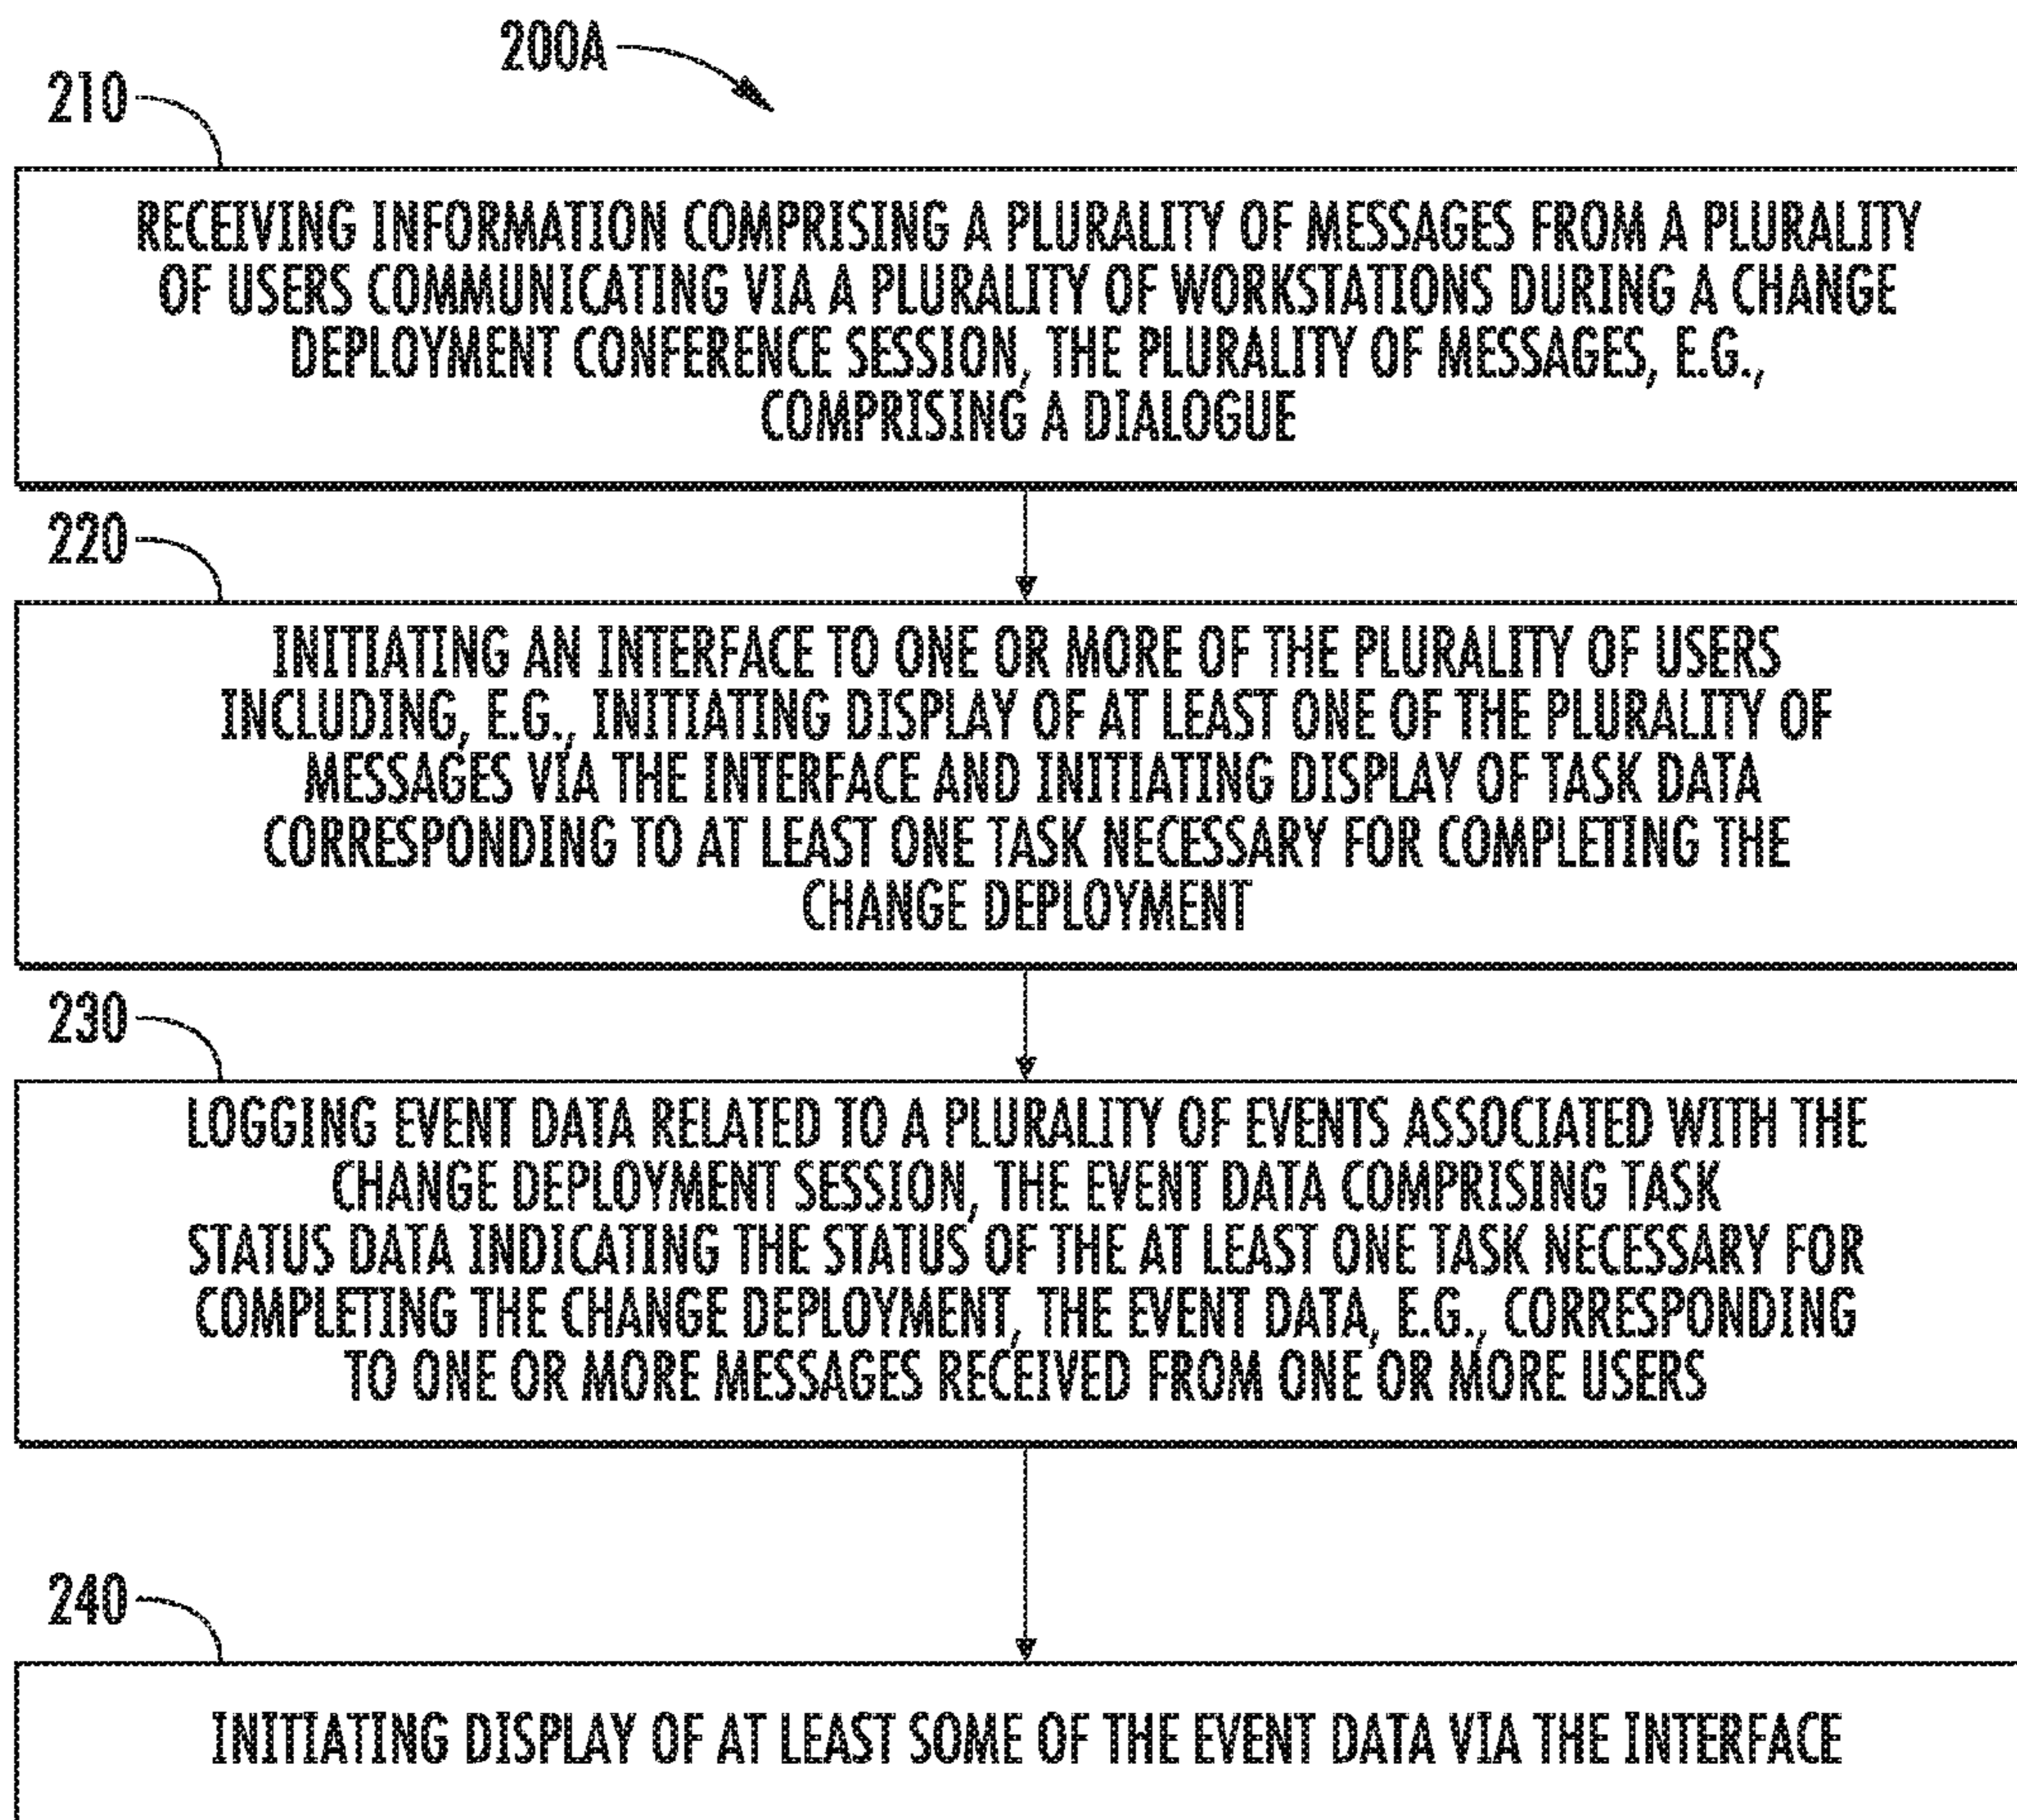 200A
210
RECEIVING INFORMATION COMPRISING A PLURALITY OF MESSAGES FROM A PLURALITY
OF USERS COMMUNICATING VIA A PLURALITY OF WORKSTATIONS DURING A CHANGE
DEPLOYMENT CONFERENCE SESSION, THE PLURALITY OF MESSAGES, E.G.,
COMPRISING A DIALOGUE
220
INITIATING AN INTERFACE TO ONE OR MORE OF THE PLURALITY OF USERS
INCLUDING, E.G., INITIATING DISPLAY OF AT LEAST ONE OF THE PLURALITY OF
MESSAGES VIA THE INTERFACE AND INITIATING DISPLAY OF TASK DATA
CORRESPONDING TO AT LEAST ONE TASK NECESSARY FOR COMPLETING THE
CHANGE DEPLOYMENT
230
LOGGING EVENT DATA RELATED TO A PLURALITY OF EVENTS ASSOCIATED WITH THE
CHANGE DEPLOYMENT SESSION, THE EVENT DATA COMPRISING TASK
STATUS DATA INDICATING THE STATUS OF THE AT LEAST ONE TASK NECESSARY FOR
COMPLETING THE CHANGE DEPLOYMENT, THE EVENT DATA, E.G., CORRESPONDING
TO ONE OR MORE MESSAGES RECEIVED FROM ONE OR MORE USERS
240
INITIATING DISPLAY OF AT LEAST SOME OF THE EVENT DATA VIA THE INTERFACE